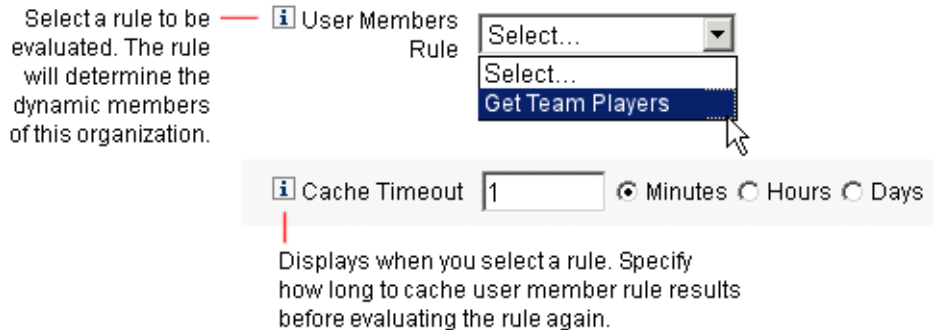 Select a rule to be
evaluated. The rule
will determine the
dynamic members
of this organization.
i User Members
Rule
Select...
Select...
Get Team Players
i Cache Timeout 1 Minutes Hours Days
Displays when you select a rule. Specify
how long to cache user member rule results
before evaluating the rule again.